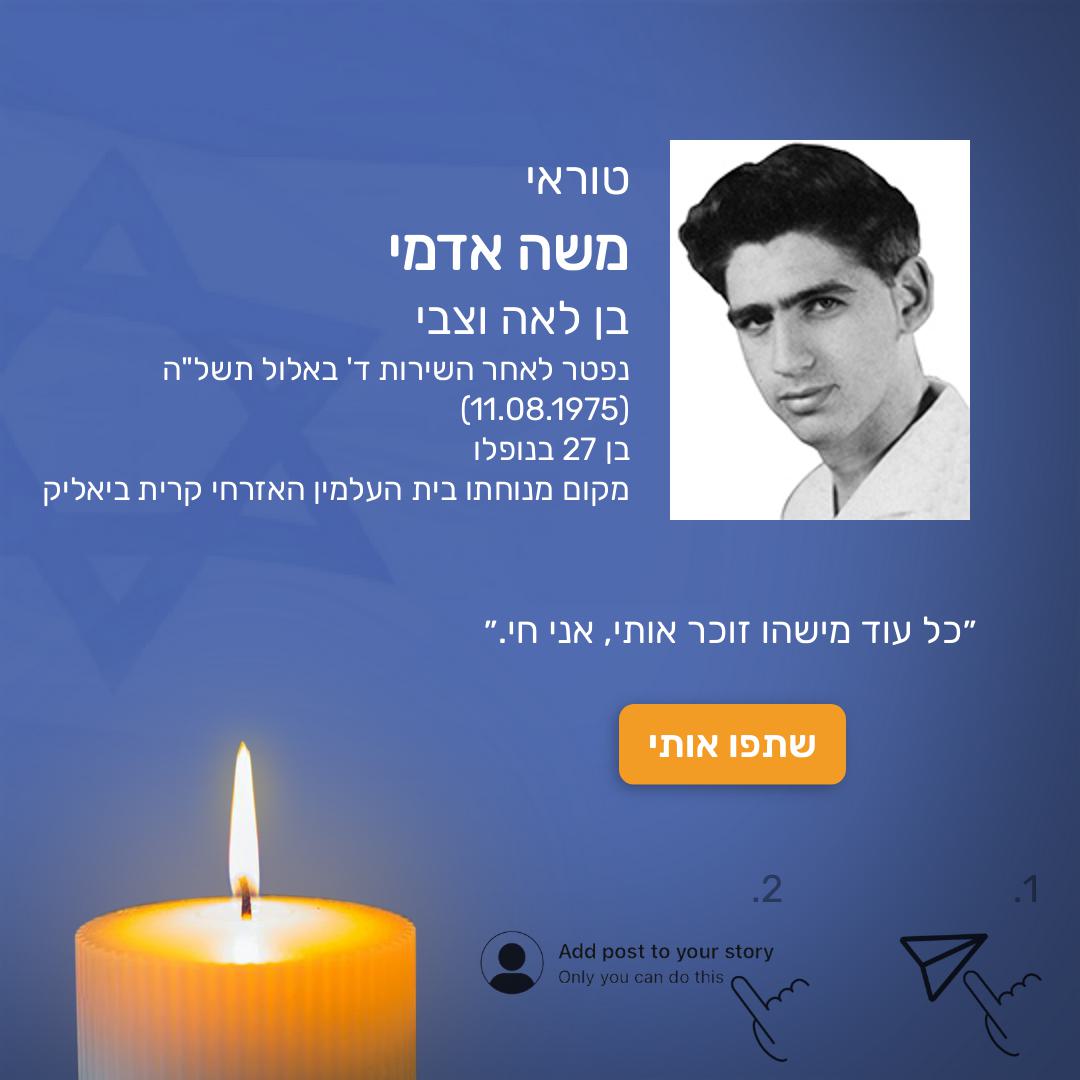 טוראי
משה אדמי
בן לאה וצבי
נפטר לאחר השירות ד' באלול תשל"ה
(11.08.1975)
בן 27 בנופלו
מקום מנוחתו בית העלמין האזרחי קרית ביאליק
״כל עוד מישהו זוכר אותי, אני חי.״
שתפו אותי
1.
2.
Add post to your story
Only you can do this